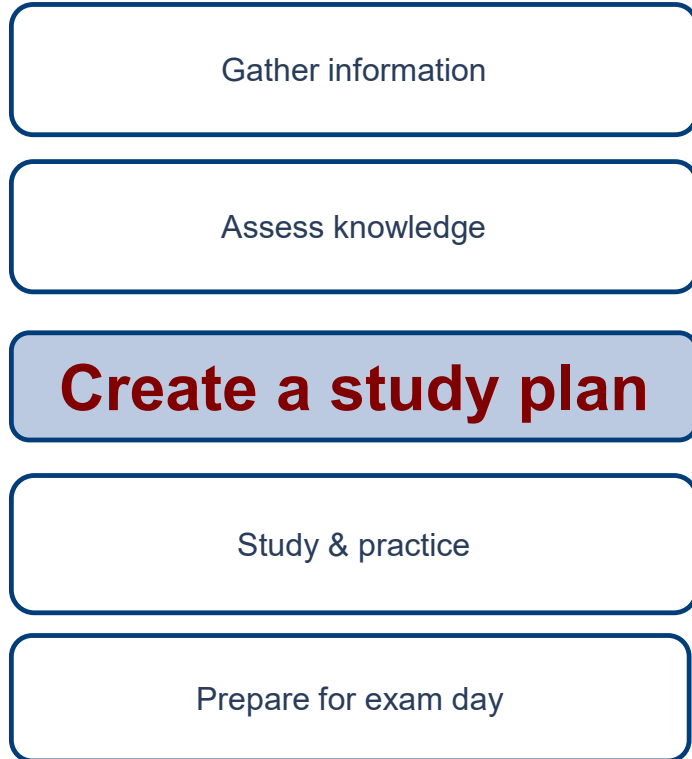 Gather information
Assess knowledge
Create a study plan
Study & practice
Prepare for exam day